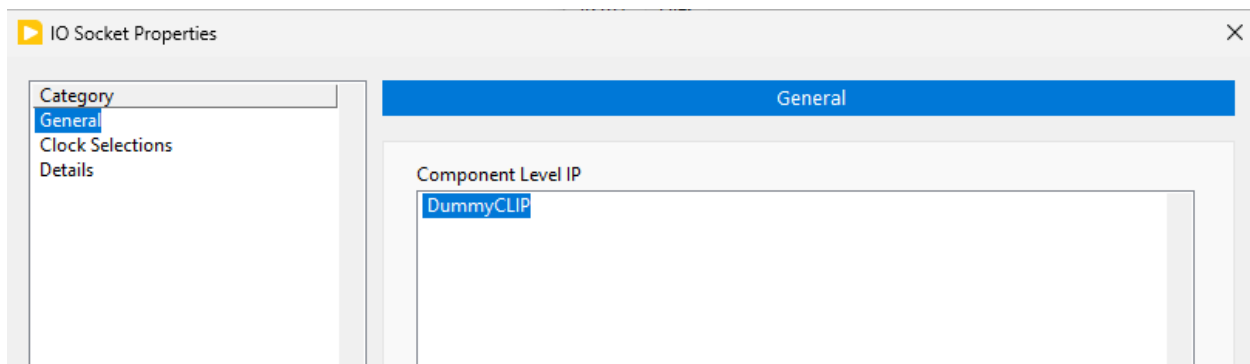 IO Socket Properties
Category
General
Clock Selections
Details
General
Component Level IP
DummyCLIP